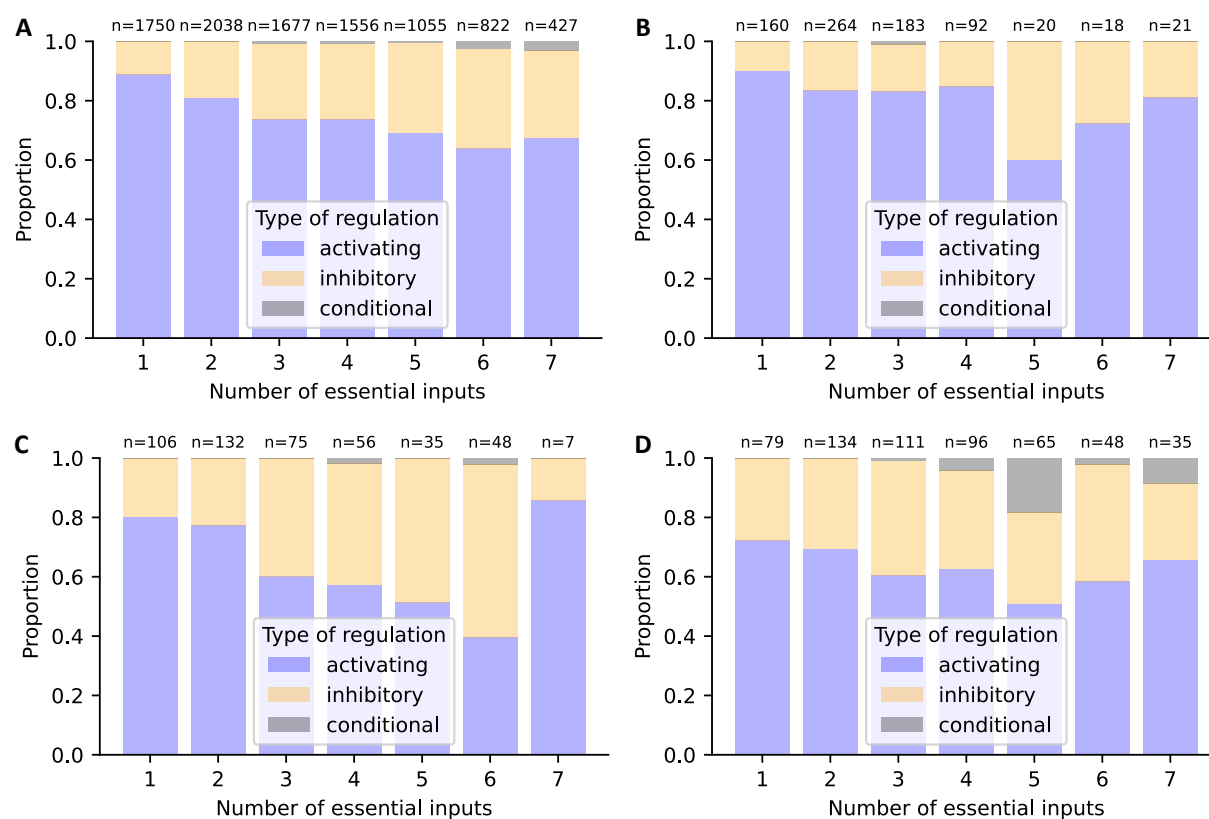 A
n=1750 n=2038 n=1677 n=1556 n=1055 n=822 n=427
1.0
0.8
0.6
0.4
0.2
0.0
Proportion
Type of regulation
activating
inhibitory
conditional
1 2 3 4 5 6 7
Number of essential inputs
B
n=160 n=264 n=183 n=92 n=20 n=18 n=21
1.0
0.8
0.6
0.4
0.2
0.0
Proportion
Type of regulation
activating
inhibitory
conditional
1 2 3 4 5 6 7
Number of essential inputs
C
n=106 n=132 n=75 n=56 n=35 n=48 n=7
1.0
0.8
0.6
0.4
0.2
0.0
Proportion
Type of regulation
activating
inhibitory
conditional
1 2 3 4 5 6 7
Number of essential inputs
D
n=79 n=134 n=111 n=96 n=65 n=48 n=35
1.0
0.8
0.6
0.4
0.2
0.0
Proportion
Type of regulation
activating
inhibitory
conditional
1 2 3 4 5 6 7
Number of essential inputs